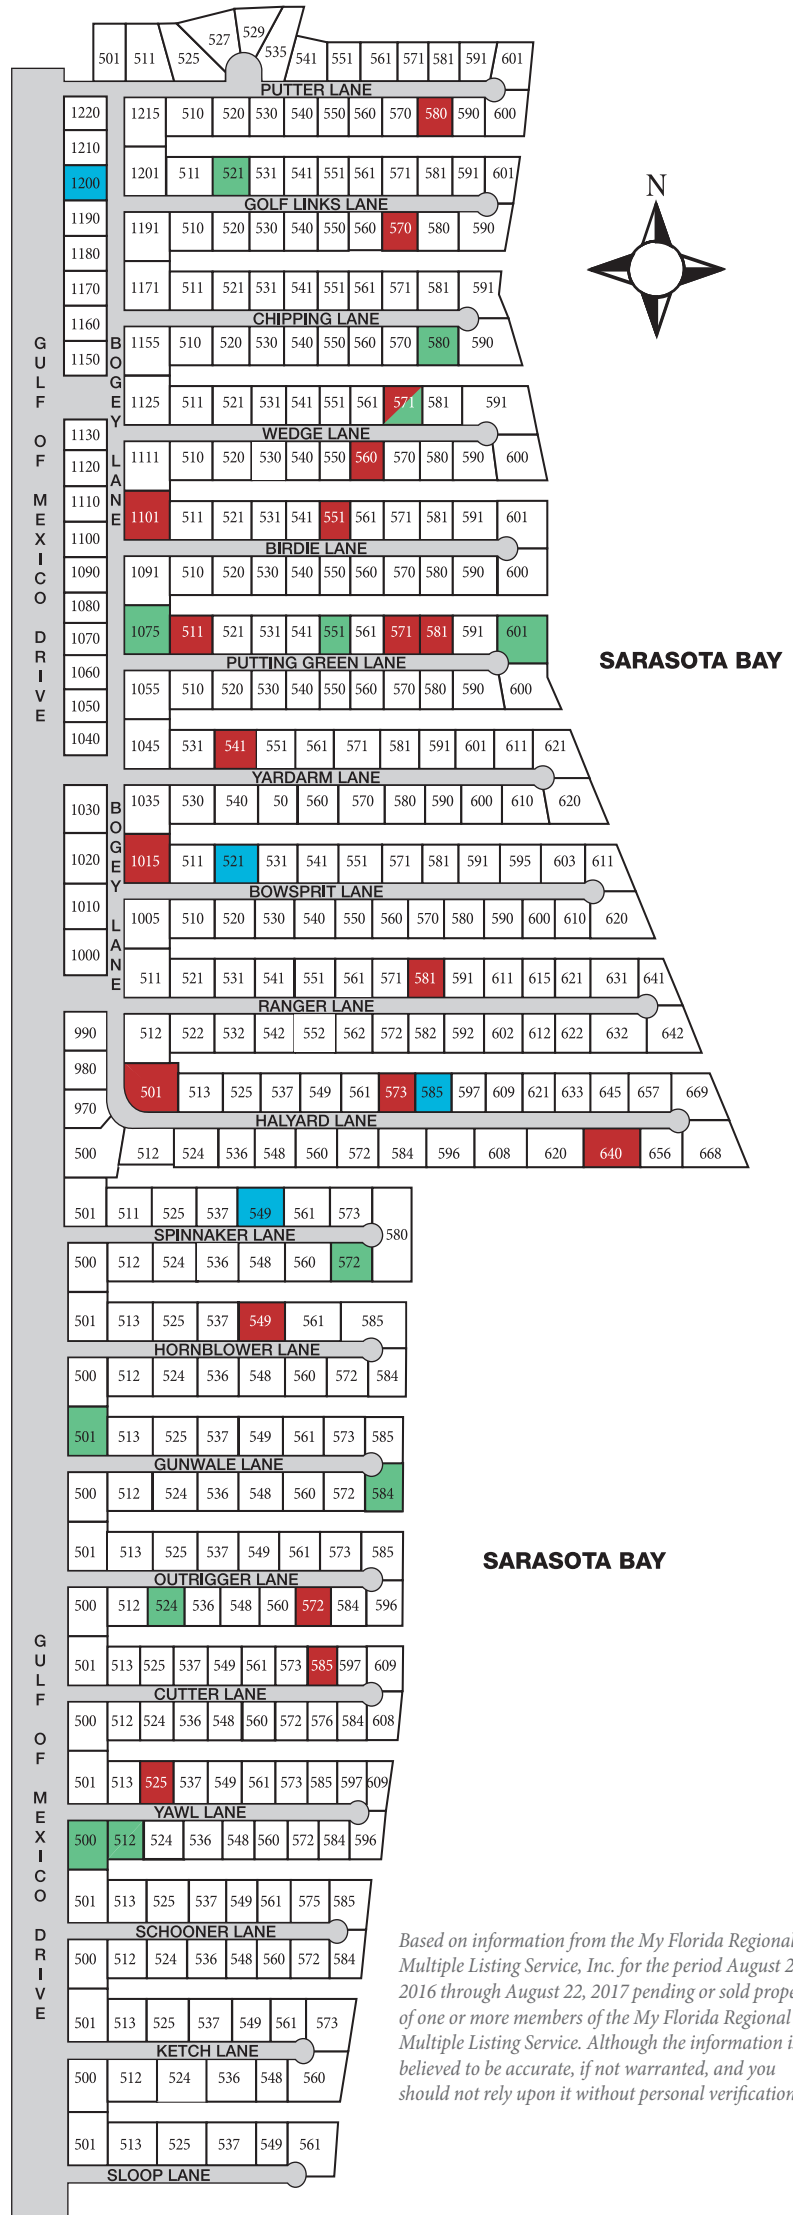 529
527
501 511 525 535 541 551 561 571 581 591 601
PUTTER LANE
1220 1215 510 520 530 540 550 560 570 580 590 600
1210
1200 1201 511 521 531 541 551 561 571 581 591 601
GOLF LINKS LANE
N
1190 1191 510 520 530 540 550 560 570 580 590
1180
1170 1171 511 521 531 541 551 561 571 581 591
CHIPPING LANE
1160
1150 1155 510 520 530 540 550 560 570 580 590
GULF OF MEXICO DRIVE
BOGEY LANE
1125 511 521 531 541 551 561 571 581 591
WEDGE LANE
1130
1120 1111 510 520 530 540 550 560 570 580 590 600
1110
1100 1101 511 521 531 541 551 561 571 581 591 601
BIRDIE LANE
1090 1091 510 520 530 540 550 560 570 580 590 600
1080
1070 1075 511 521 531 541 551 561 571 581 591 601
PUTTING GREEN LANE
SARASOTA BAY
1060
1050 1055 510 520 530 540 550 560 570 580 590 600
1040 1045 531 541 551 561 571 581 591 601 611 621
YARDARM LANE
1030 1035 530 540 50 560 570 580 590 600 610 620
BOGEY LANE
1020 1015 511 521 531 541 551 571 581 591 595 603 611
BOWSPRIT LANE
1010 1005 510 520 530 540 550 560 570 580 590 600 610 620
1000
511 521 531 541 551 561 571 581 591 611 615 621 631 641
RANGER LANE
990 512 522 532 542 552 562 572 582 592 602 612 622 632 642
980
970 501 513 525 537 549 561 573 585 597 609 621 633 645 657 669
HALYARD LANE
500 512 524 536 548 560 572 584 596 608 620 640 656 668
501 511 525 537 549 561 573 580
SPINNAKER LANE
500 512 524 536 548 560 572
501 513 525 537 549 561 585
HORNBLOWER LANE
500 512 524 536 548 560 572 584
501 513 525 537 549 561 573 585
GUNWALE LANE
500 512 524 536 548 560 572 584
501 513 525 537 549 561 573 585
SARASOTA BAY
OUTRIGGER LANE
500 512 524 536 548 560 572 584 596
GULF OF MEXICO DRIVE
501 513 525 537 549 561 573 585 597 609
CUTTER LANE
500 512 524 536 548 560 572 576 584 608
501 513 525 537 549 561 573 585 597 609
YAWL LANE
500 512 524 536 548 560 572 584 596
501 513 525 537 549 561 575 585
SCHOONER LANE
500 512 524 536 548 560 572 584
501 513 525 537 549 561 573
KETCH LANE
500 512 524 536 548 560
501 513 525 537 549 561
SLOOP LANE
Based on information from the My Florida Regional
Multiple Listing Service, Inc. for the period August 2
2016 through August 22, 2017 pending or sold prope
of one or more members of the My Florida Regional
Multiple Listing Service. Although the information i
believed to be accurate, if not warranted, and you
should not rely upon it without personal verification